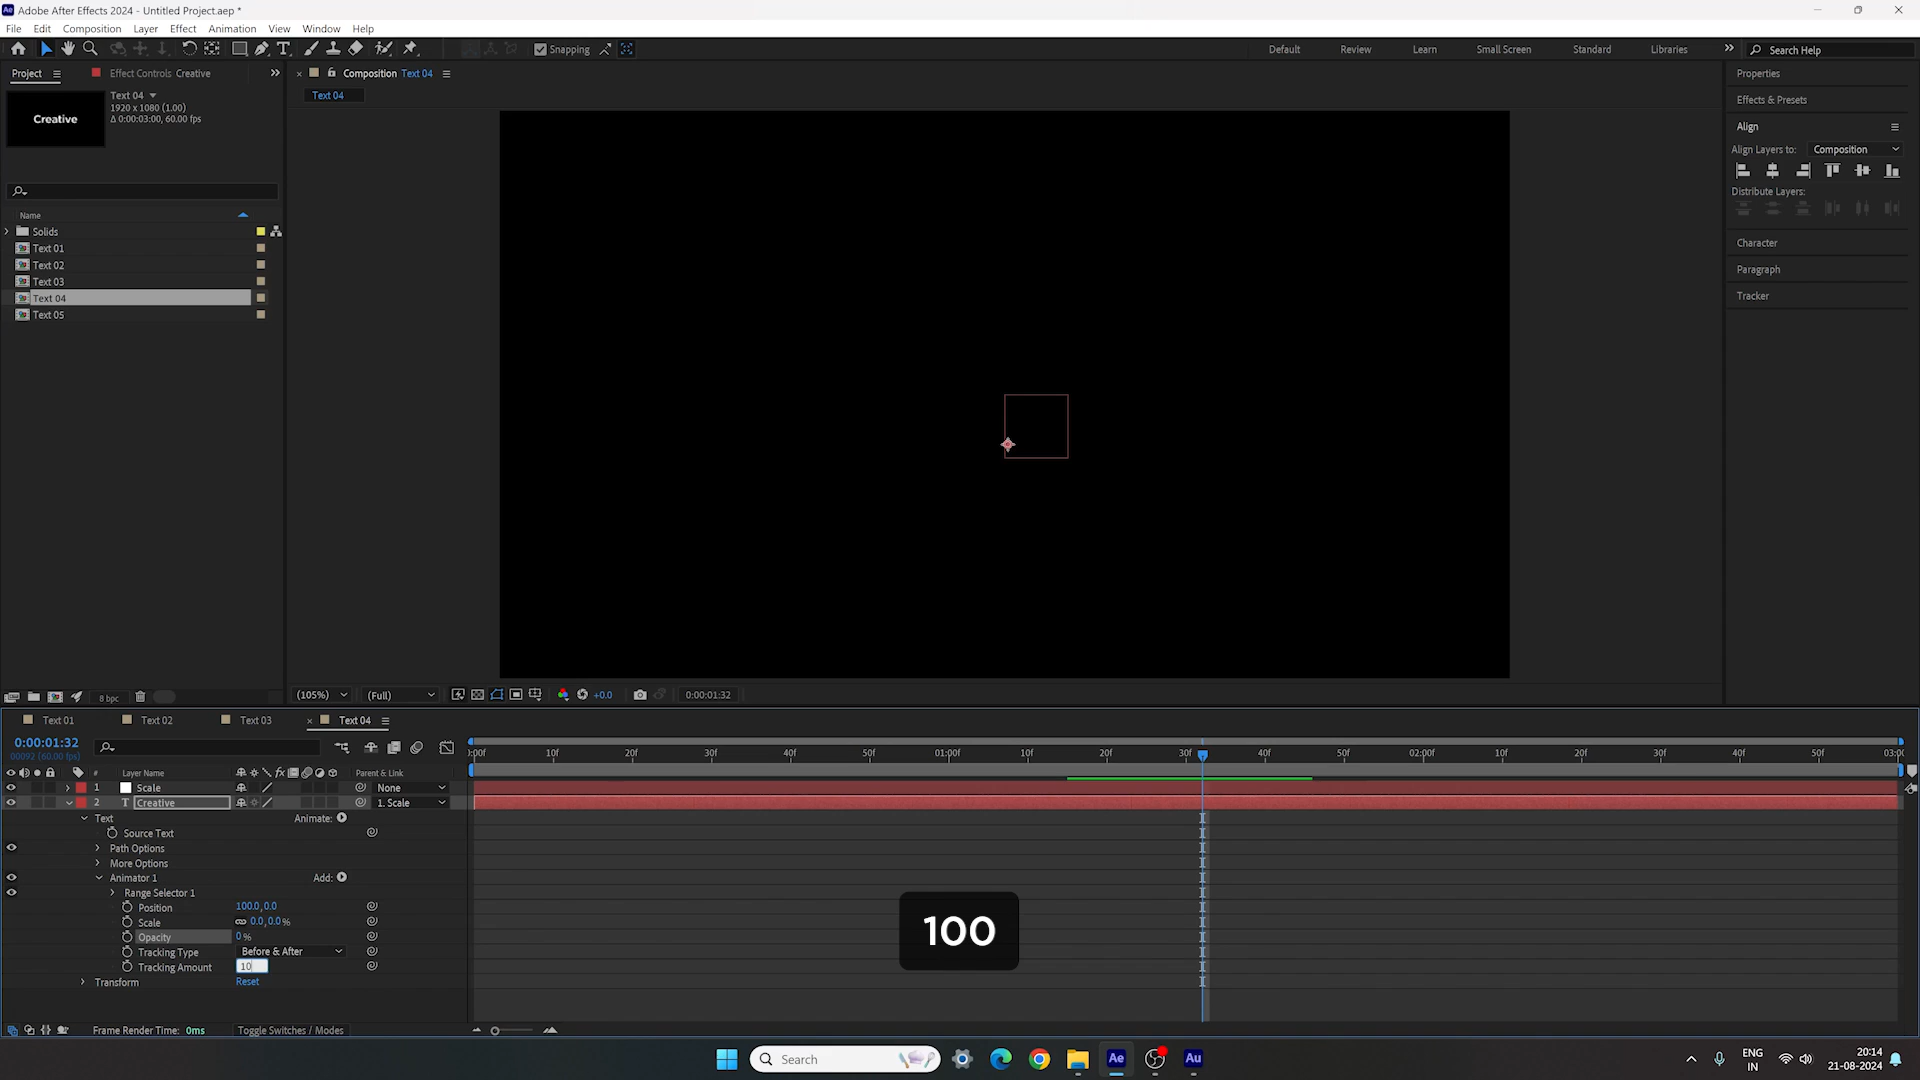 Adobe After Effects 2024 - Untitled Project.aep *
File Edit Composition Layer Effect Animation View Window Help
Snapping
Default Review Learn Small Screen Standard Libraries
Search Help
Project
Effect Controls Creative
Composition Text 04
Text 04
Text 04
1920 x 1080 (1.00)
Δ 0:00:03:00, 60.00 fps
Creative
Name
Solids
Text 01
Text 02
Text 03
Text 04
Text 05
Properties
Effects & Presets
Align
Align Layers to: Composition
Distribute Layers:
Character
Paragraph
Tracker
8 bpc
(105%)
(Full)
+0.0
0:00:01:32
Text 01 Text 02 Text 03 Text 04
0:00:01:32
00092 (60.00 fps)
:00f 10f 20f 30f 40f 50f 01:00f 10f 20f 30f 40f 50f 02:00f 10f 20f 30f 40f 50f 03:0
# Layer Name fx Parent & Link
1 Scale None
2 T Creative 1. Scale
Text Animate:
Source Text
Path Options
More Options
Animator 1 Add:
Range Selector 1
Position 100.0,0.0
Scale 0.0,0.0%
Opacity 0%
Tracking Type Before & After
Tracking Amount 10
Transform Reset
100
Frame Render Time: 0ms Toggle Switches / Modes
Search
Ae
Au
ENG
IN
20:14
21-08-2024